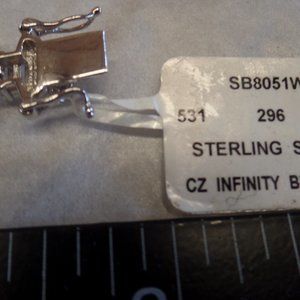 SB8051W
531 296
STERLING S
CZ INFINITY B